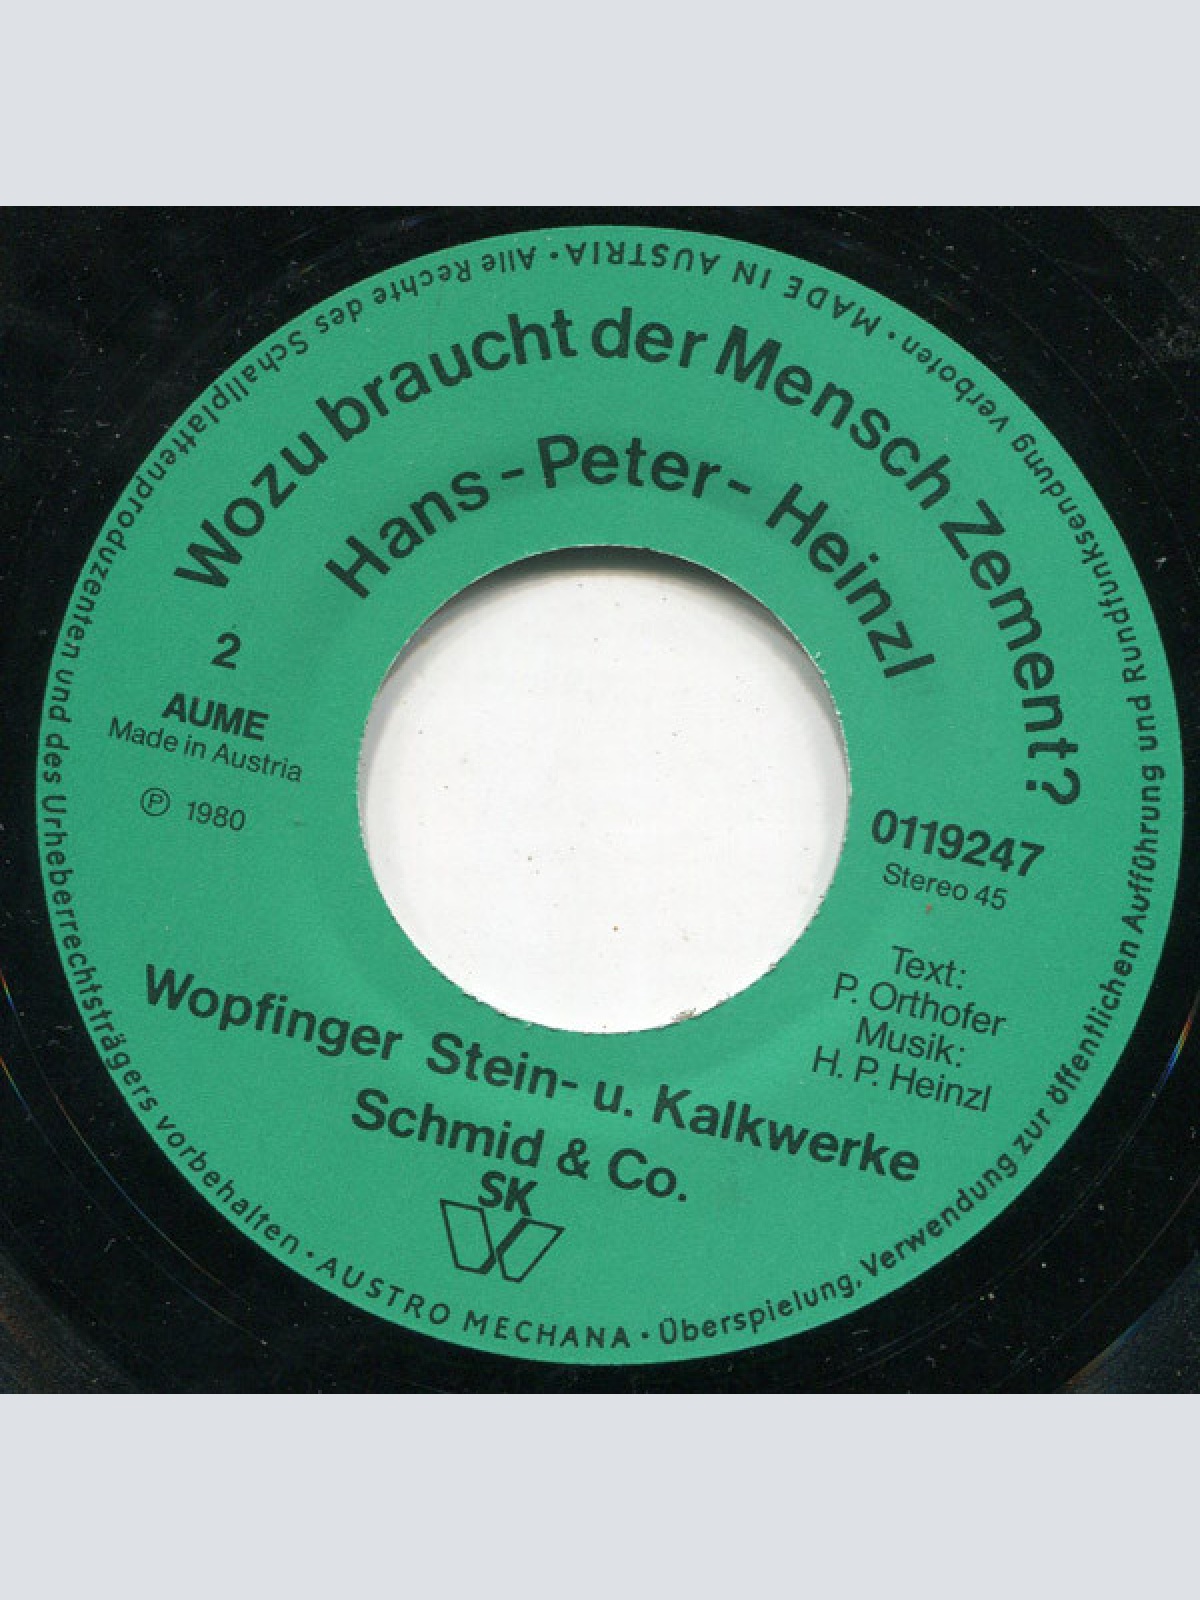 Wozu braucht der Mensch Zement?
Hans - Peter - Heinzl
2
AUME
Made in Austria
Ⓟ 1980
0119247
Stereo 45
Text:
P. Orthofer
Musik:
H. P. Heinzl
Wopfinger Stein- u. Kalkwerke
Schmid & Co.
SK
W
Alle Rechte des Schallplattenproduzenten und des Urheberrechtsträgers vorbehalten · AUSTRO MECHANA · Überspielung, Verwendung zur öffentlichen Aufführung und Rundfunksendung verboten · MADE IN AUSTRIA ·